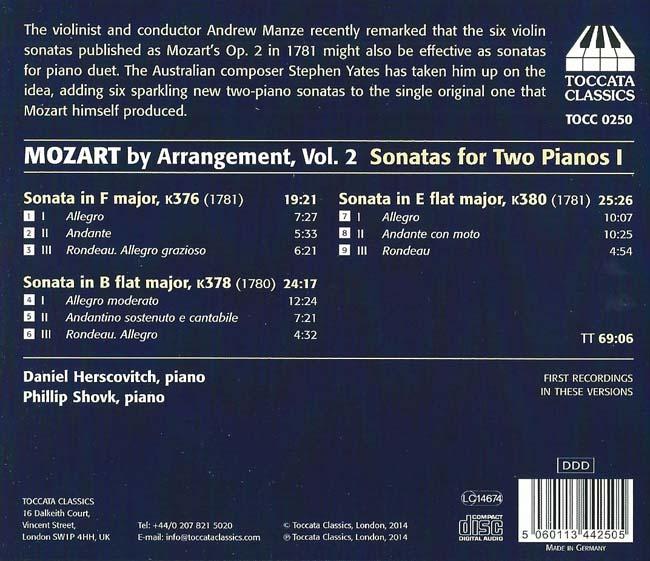 The violinist and conductor Andrew Manze recently remarked that the six violin
sonatas published as Mozart's Op. 2 in 1781 might also be effective as sonatas
for piano duet. The Australian composer Stephen Yates has taken him up on the
idea, adding six sparkling new two-piano sonatas to the single original one that
Mozart himself produced.
TOCCATA
CLASSICS
TOCC 0250
MOZART by Arrangement, Vol. 2 Sonatas for Two Pianos I
Sonata in F major, K376 (1781) 19:21
1 I Allegro 7:27
2 II Andante 5:33
3 III Rondeau. Allegro grazioso 6:21
Sonata in B flat major, K378 (1780) 24:17
4 I Allegro moderato 12:24
5 II Andantino sostenuto e cantabile 7:21
6 III Rondeau. Allegro 4:32
Sonata in E flat major, K380 (1781) 25:26
7 I Allegro 10:07
8 II Andante con moto 10:25
9 III Rondeau 4:54
TT 69:06
Daniel Herscovitch, piano
Phillip Shovk, piano
FIRST RECORDINGS
IN THESE VERSIONS
TOCCATA CLASSICS
16 Dalkeith Court,
Vincent Street,
London SW1P 4HH, UK
Tel: +44/0 207 821 5020
E-mail: info@toccataclassics.com
© Toccata Classics, London, 2014
℗ Toccata Classics, London, 2014
LC14674
COMPACT
disc
DIGITAL AUDIO
DDD
5 060113 442505
MADE IN GERMANY